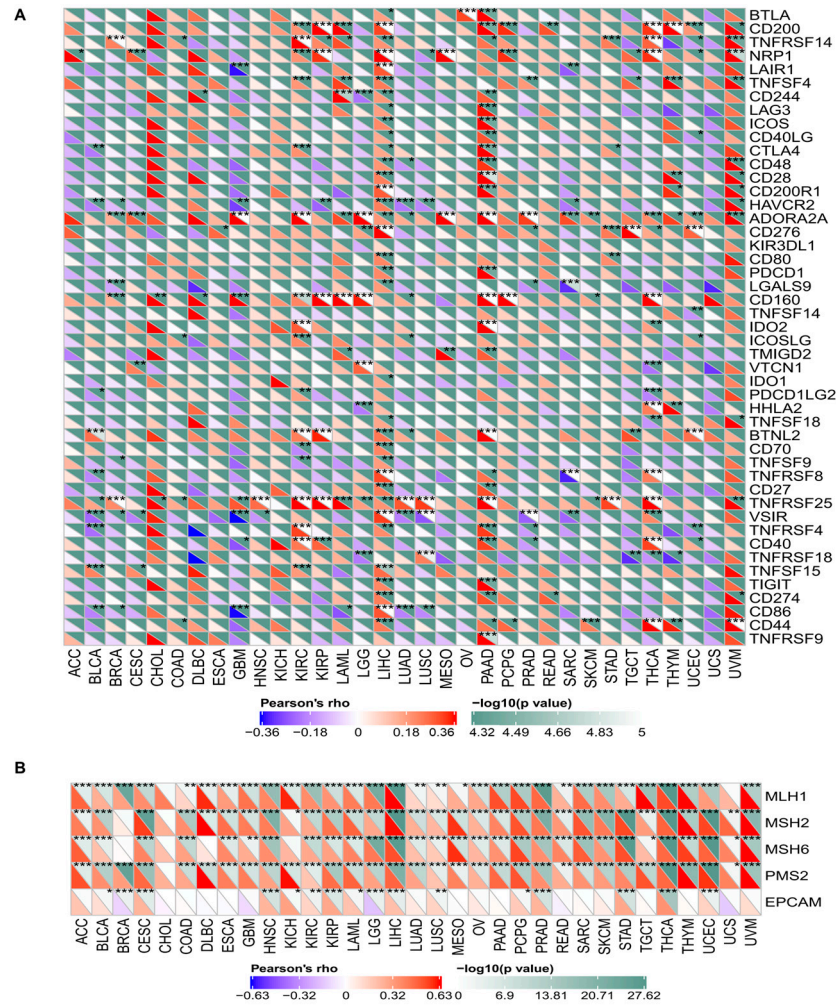 A
BTLA
CD200
TNFRSF14
NRP1
LAIR1
TNFSF4
CD244
LAG3
ICOS
CD40LG
CTLA4
CD48
CD28
CD200R1
HAVCR2
ADORA2A
CD276
KIR3DL1
CD80
PDCD1
LGALS9
CD160
TNFSF14
IDO2
ICOSLG
TMIGD2
VTCN1
IDO1
PDCD1LG2
HHLA2
TNFSF18
BTNL2
CD70
TNFSF9
TNFRSF8
CD27
TNFRSF25
VSIR
TNFRSF4
CD40
TNFRSF18
TNFSF15
TIGIT
CD274
CD86
CD44
TNFRSF9
ACC
BLCA
BRCA
CESC
CHOL
COAD
DLBC
ESCA
GBM
HNSC
KICH
KIRC
KIRP
LAML
LGG
LIHC
LUAD
LUSC
MESO
OV
PAAD
PCPG
PRAD
READ
SARC
SKCM
STAD
TGCT
THCA
THYM
UCEC
UCS
UVM
Pearson's rho
−0.36 −0.18 0 0.18 0.36
−log10(p value)
4.32 4.49 4.66 4.83 5
B
MLH1
MSH2
MSH6
PMS2
EPCAM
ACC
BLCA
BRCA
CESC
CHOL
COAD
DLBC
ESCA
GBM
HNSC
KICH
KIRC
KIRP
LAML
LGG
LIHC
LUAD
LUSC
MESO
OV
PAAD
PCPG
PRAD
READ
SARC
SKCM
STAD
TGCT
THCA
THYM
UCEC
UCS
UVM
Pearson's rho
−0.63 −0.32 0 0.32 0.63
−log10(p value)
0 6.9 13.81 20.71 27.62